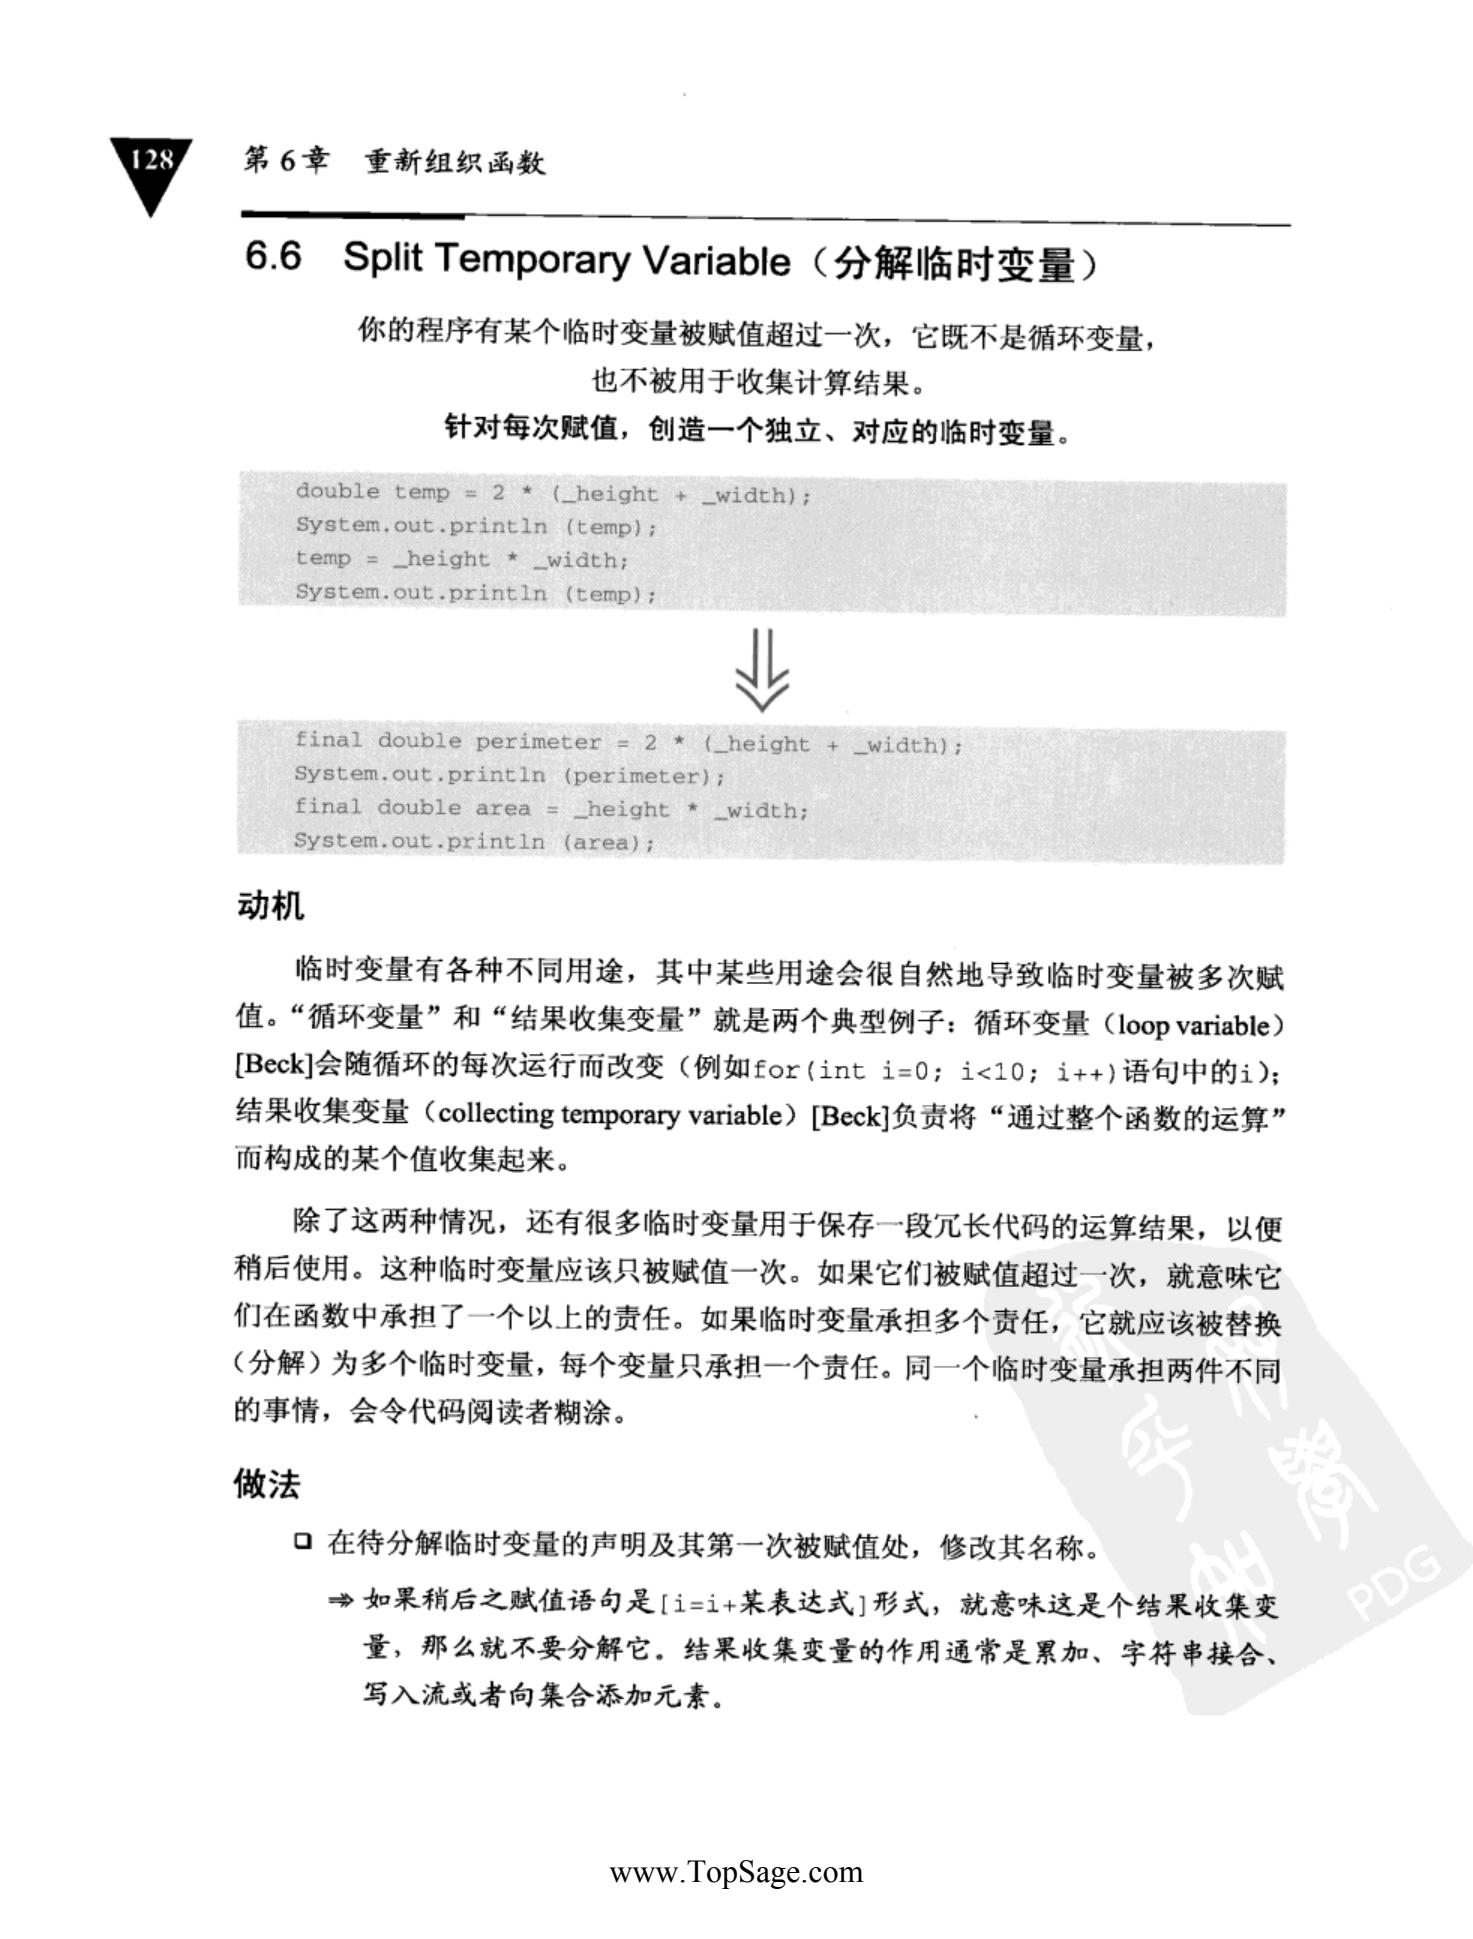 128
第6章 重新组织函数
6.6 Split Temporary Variable（分解临时变量）
你的程序有某个临时变量被赋值超过一次，它既不是循环变量，
也不被用于收集计算结果。
针对每次赋值，创造一个独立、对应的临时变量。
double temp = 2 * (_height + _width);
System.out.println (temp);
temp = _height * _width;
System.out.println (temp);
final double perimeter = 2 * (_height + _width);
System.out.println (perimeter);
final double area = _height * _width;
System.out.println (area);
动机
临时变量有各种不同用途，其中某些用途会很自然地导致临时变量被多次赋
值。“循环变量”和“结果收集变量”就是两个典型例子：循环变量（loop variable）
[Beck]会随循环的每次运行而改变（例如for(int i=0; i<10; i++)语句中的i）；
结果收集变量（collecting temporary variable）[Beck]负责将“通过整个函数的运算”
而构成的某个值收集起来。
除了这两种情况，还有很多临时变量用于保存一段冗长代码的运算结果，以便
稍后使用。这种临时变量应该只被赋值一次。如果它们被赋值超过一次，就意味它
们在函数中承担了一个以上的责任。如果临时变量承担多个责任，它就应该被替换
（分解）为多个临时变量，每个变量只承担一个责任。同一个临时变量承担两件不同
的事情，会令代码阅读者糊涂。
做法
❑ 在待分解临时变量的声明及其第一次被赋值处，修改其名称。
⇒ 如果稍后之赋值语句是[i=i+某表达式]形式，就意味这是个结果收集变
量，那么就不要分解它。结果收集变量的作用通常是累加、字符串接合、
写入流或者向集合添加元素。
PDG
www.TopSage.com